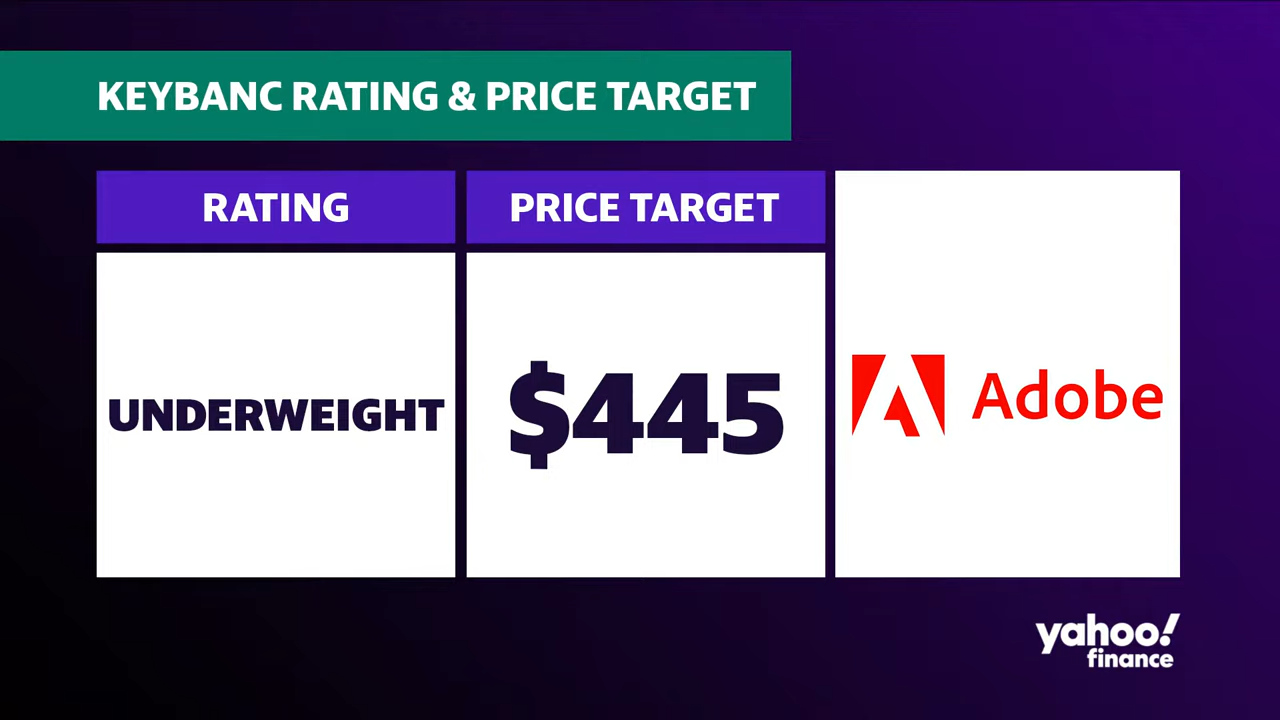 KEYBANC RATING & PRICE TARGET
RATING
PRICE TARGET
UNDERWEIGHT
$445
Adobe
yahoo!
finance